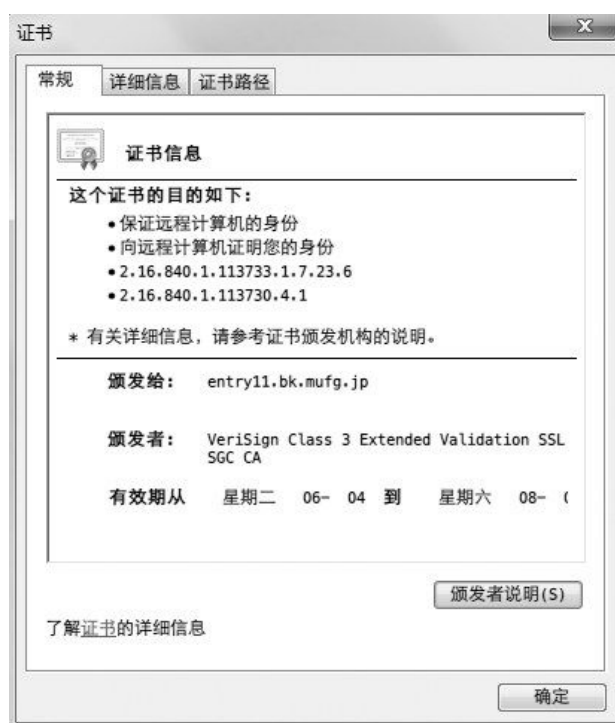 证书
常规 详细信息 证书路径
证书信息
这个证书的目的如下：
•保证远程计算机的身份
•向远程计算机证明您的身份
•2.16.840.1.113733.1.7.23.6
•2.16.840.1.113730.4.1
* 有关详细信息，请参考证书颁发机构的说明。
颁发给： entry11.bk.mufg.jp
颁发者： VeriSign Class 3 Extended Validation SSL
SGC CA
有效期从 星期二 06- 04 到 星期六 08-
颁发者说明(S)
了解证书的详细信息
确定